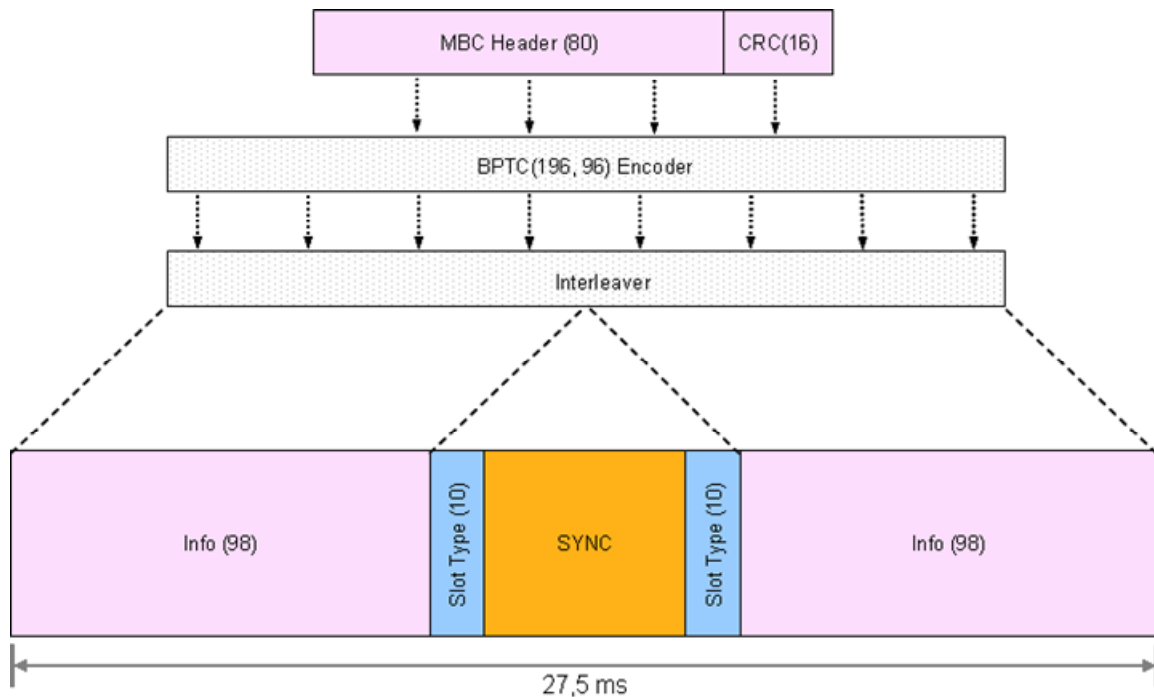 MBC Header (80)
CRC(16)
BPTC(196, 96) Encoder
Interleaver
Info (98)
Slot Type (10)
SYNC
Slot Type (10)
Info (98)
27,5 ms